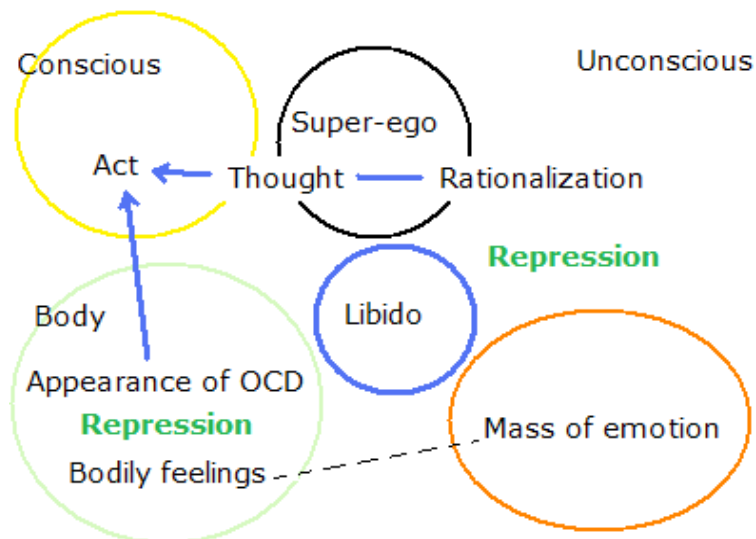 Conscious
Unconscious
Super-ego
Act
Thought
Rationalization
Repression
Body
Libido
Appearance of OCD
Repression
Mass of emotion
Bodily feelings